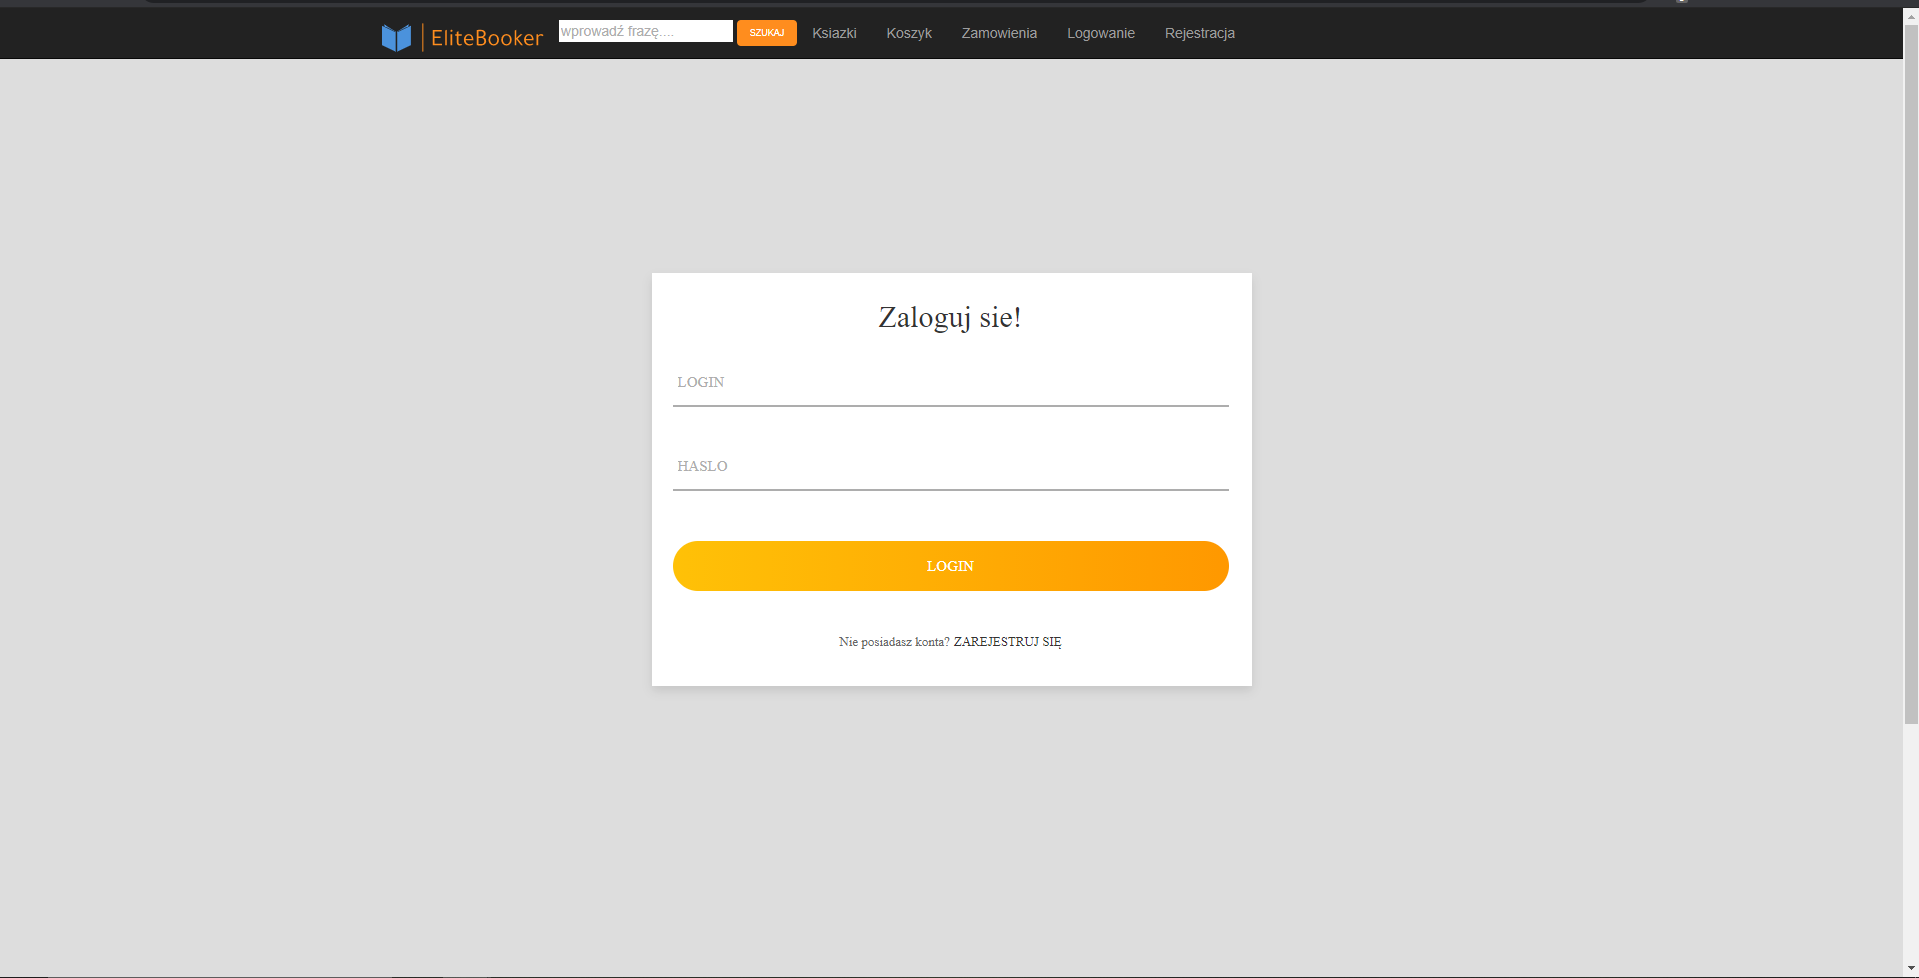 EliteBooker wprowadź frazę.... SZUKAJ Ksiazki Koszyk Zamowienia Logowanie Rejestracja
Zaloguj sie!
LOGIN
HASLO
LOGIN
Nie posiadasz konta? ZAREJESTRUJ SIĘ